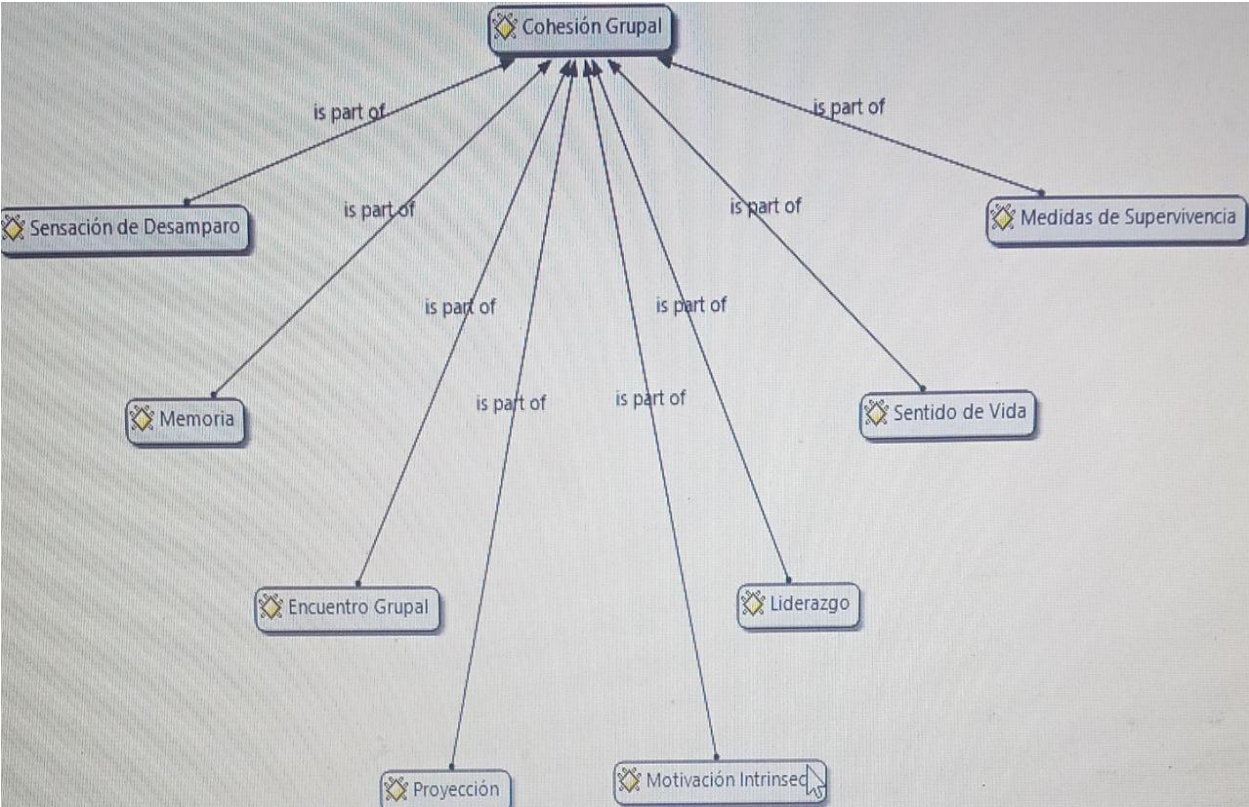 Cohesión Grupal
is part of
is part of
Sensación de Desamparo
Medidas de Supervivencia
is part of
is part of
is part of
is part of
is part of
is part of
Memoria
Sentido de Vida
Encuentro Grupal
Liderazgo
Proyección
Motivación Intrinsec